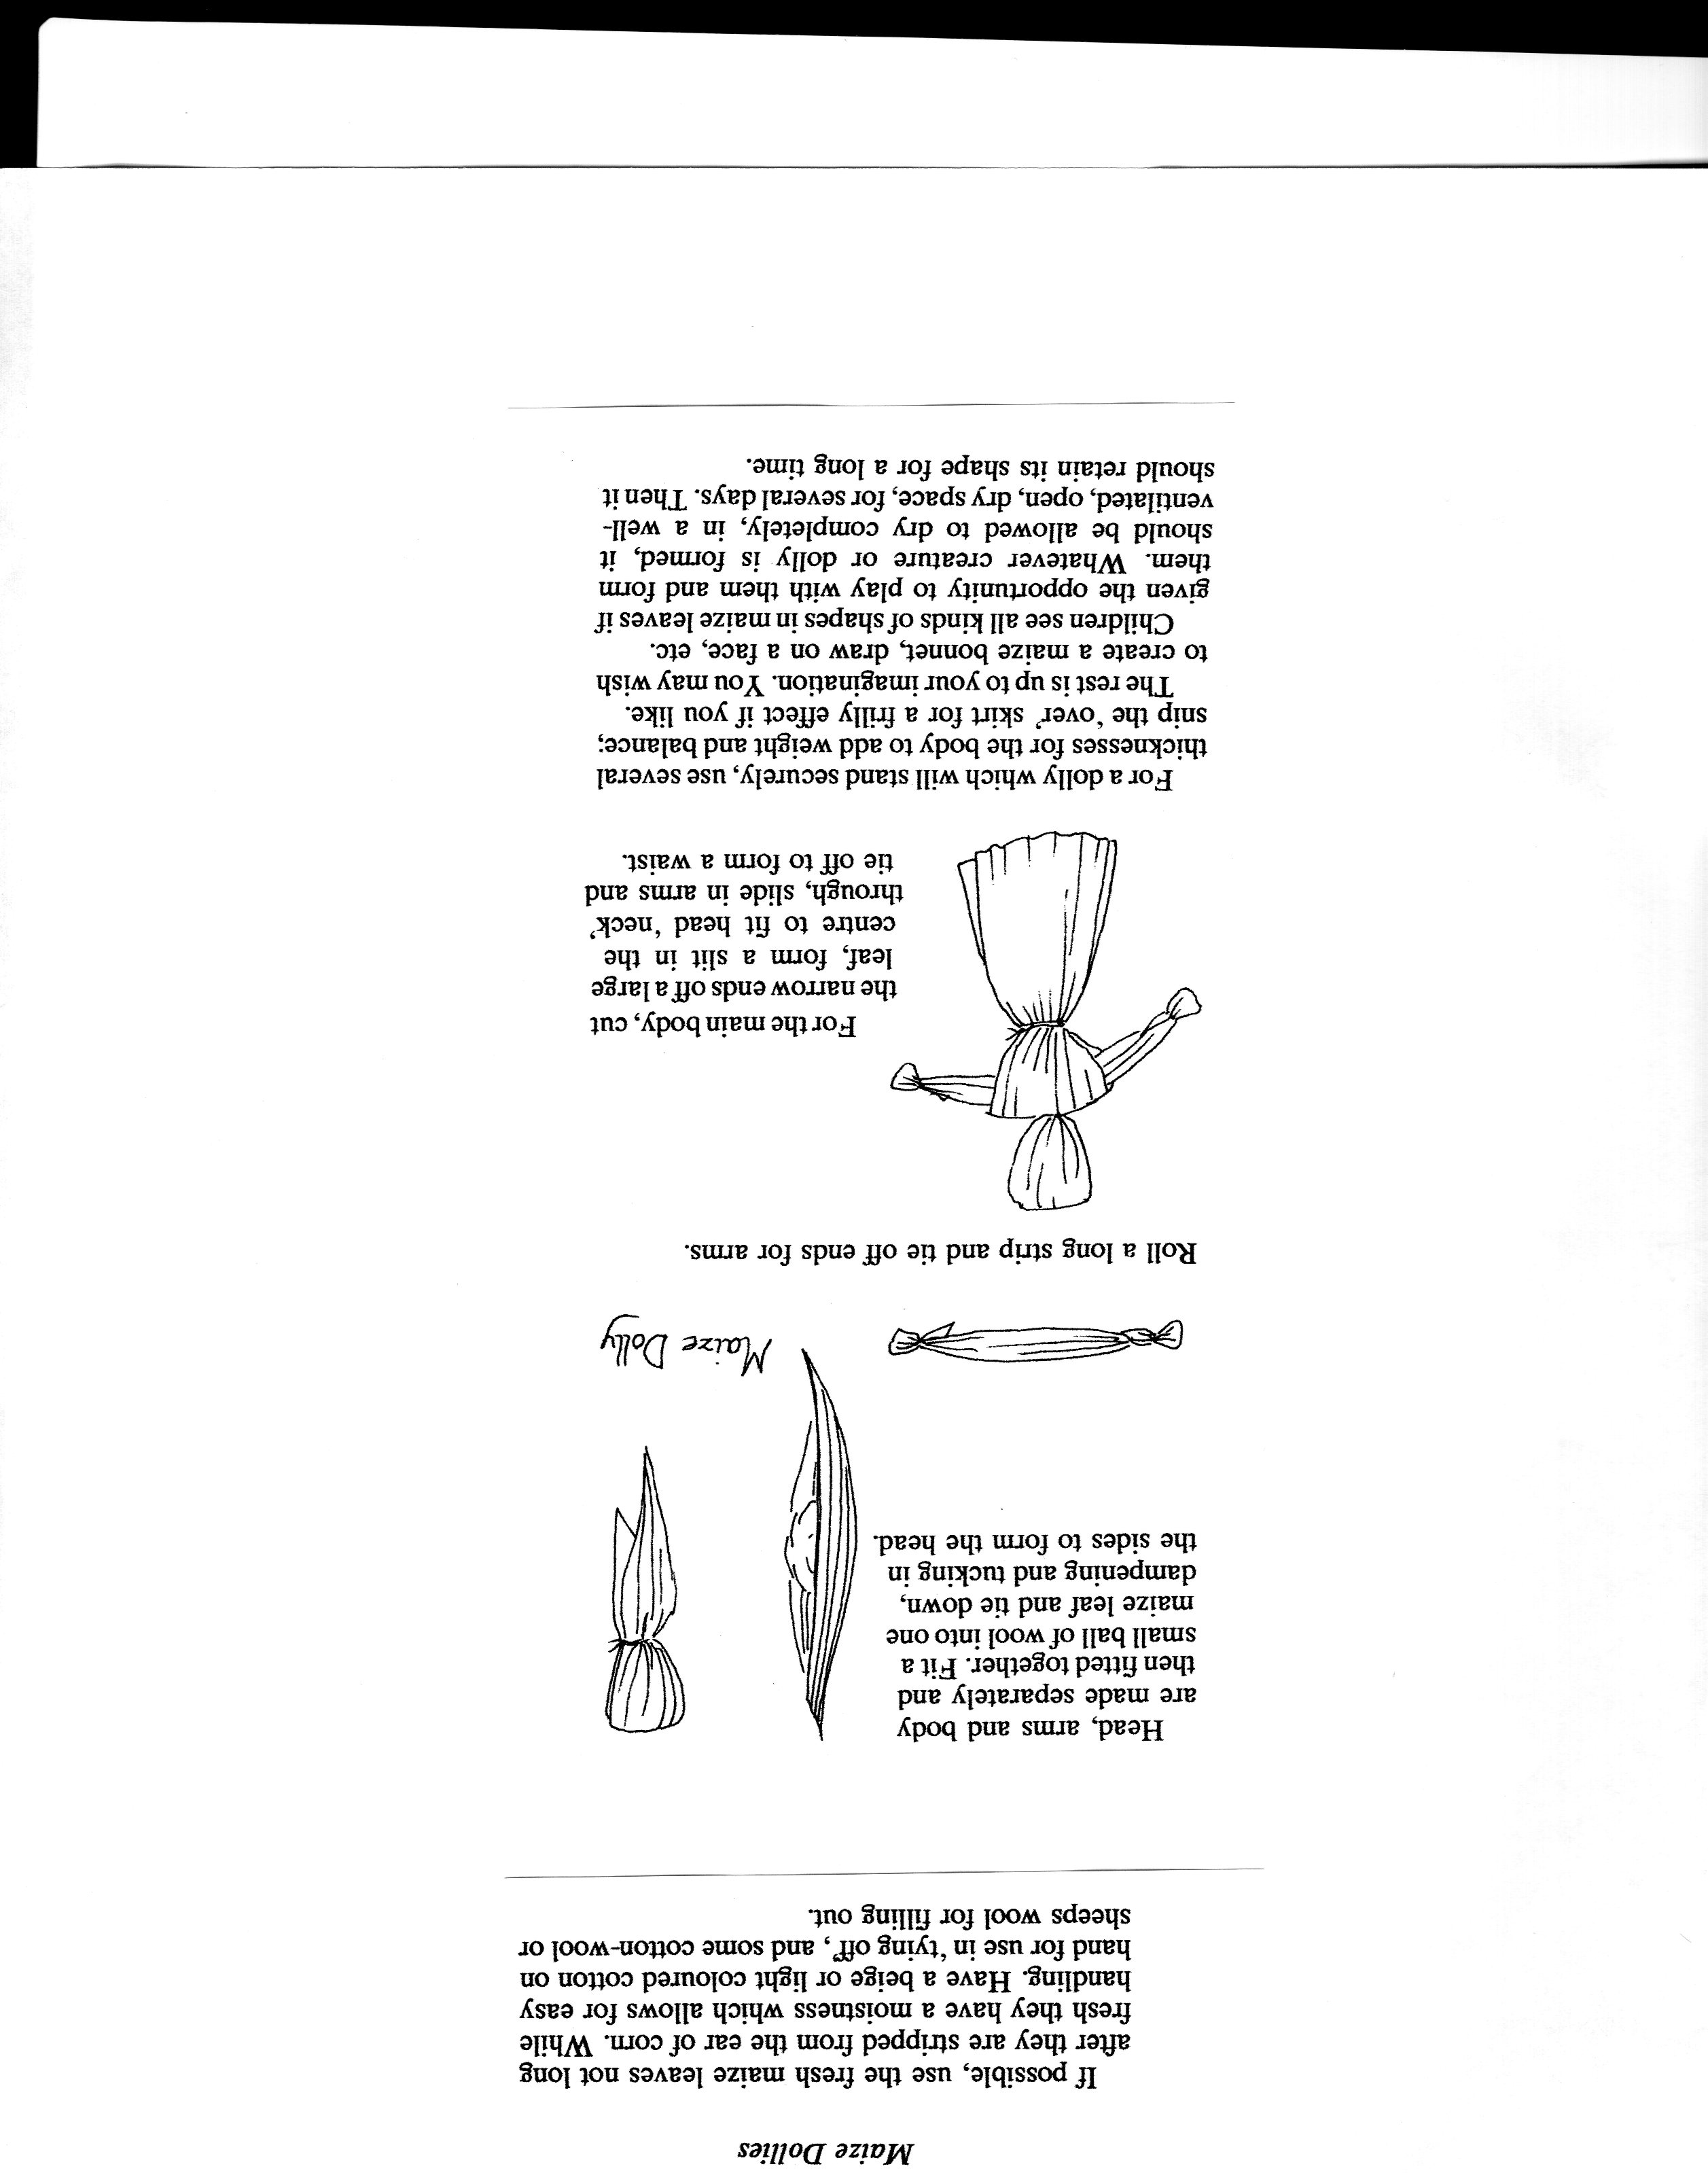 Maize Dollies
If possible, use the fresh maize leaves not long
after they are stripped from the ear of corn. While
fresh they have a moistness which allows for easy
handling. Have a beige or light coloured cotton on
hand for use in ‘tying off’, and some cotton-wool or
sheeps wool for filling out.
Head, arms and body
are made separately and
then fitted together. Fit a
small ball of wool into one
maize leaf and tie down,
dampening and tucking in
the sides to form the head.
Maize Dolly
Roll a long strip and tie off ends for arms.
For the main body, cut
the narrow ends off a large
leaf, form a slit in the
centre to fit head ‘neck’
through, slide in arms and
tie off to form a waist.
For a dolly which will stand securely, use several
thicknesses for the body to add weight and balance;
snip the ‘over’ skirt for a frilly effect if you like.
The rest is up to your imagination. You may wish
to create a maize bonnet, draw on a face, etc.
Children see all kinds of shapes in maize leaves if
given the opportunity to play with them and form
them. Whatever creature or dolly is formed, it
should be allowed to dry completely, in a well-
ventilated, open, dry space, for several days. Then it
should retain its shape for a long time.